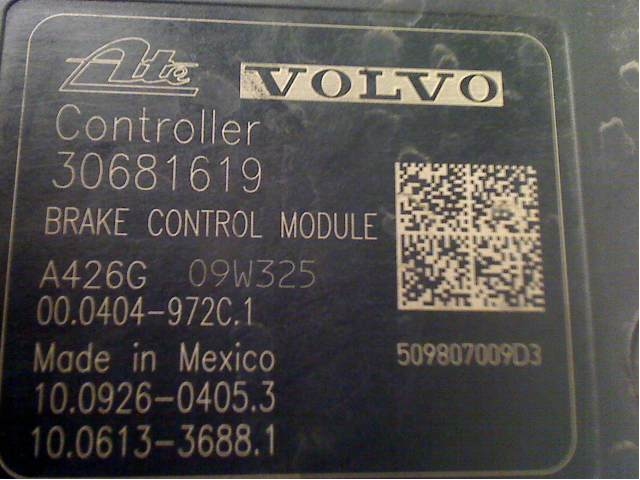 Ate VOLVO
Controller
30681619
BRAKE CONTROL MODULE
A426G 09W325
00.0404-972C.1
Made in Mexico
509807009D3
10.0926-0405.3
10.0613-3688.1